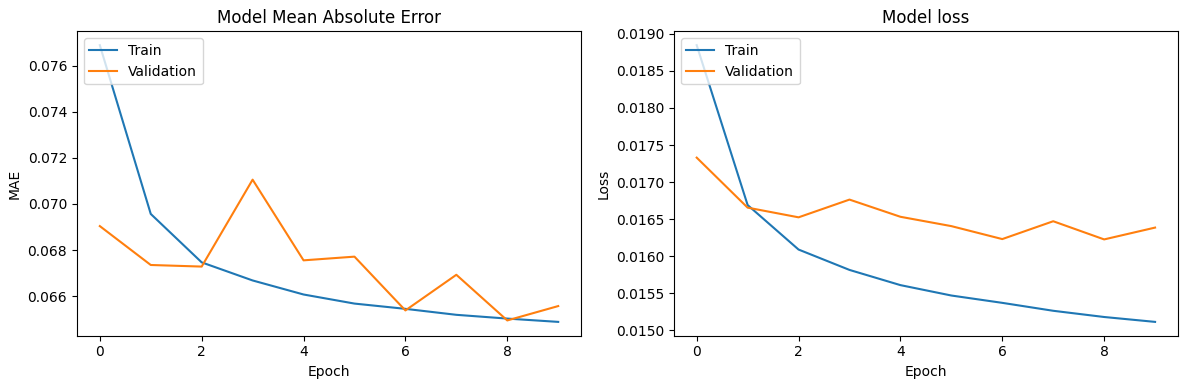 Model Mean Absolute Error
Train
Validation
0.076
0.074
0.072
0.070
0.068
0.066
MAE
0 2 4 6 8
Epoch
Model loss
Train
Validation
0.0190
0.0185
0.0180
0.0175
0.0170
0.0165
0.0160
0.0155
0.0150
Loss
0 2 4 6 8
Epoch